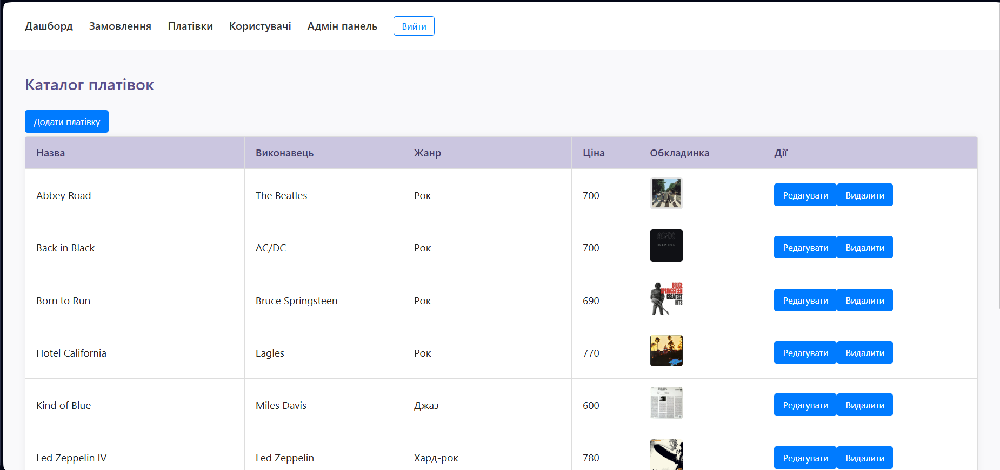 Дашборд Замовлення Платівки Користувачі Адмін панель Вийти
Каталог платівок
Додати платівку
Назва Виконавець Жанр Ціна Обкладинка Дії
Abbey Road The Beatles Рок 700 Редагувати Видалити
Back in Black AC/DC Рок 700 AC/DC BACK IN BLACK Редагувати Видалити
Born to Run Bruce Springsteen Рок 690 BRUCE SPRINGSTEEN GREATEST HITS Редагувати Видалити
Hotel California Eagles Рок 770 Редагувати Видалити
Kind of Blue Miles Davis Джаз 600 Редагувати Видалити
Led Zeppelin IV Led Zeppelin Хард-рок 780 Редагувати Видалити